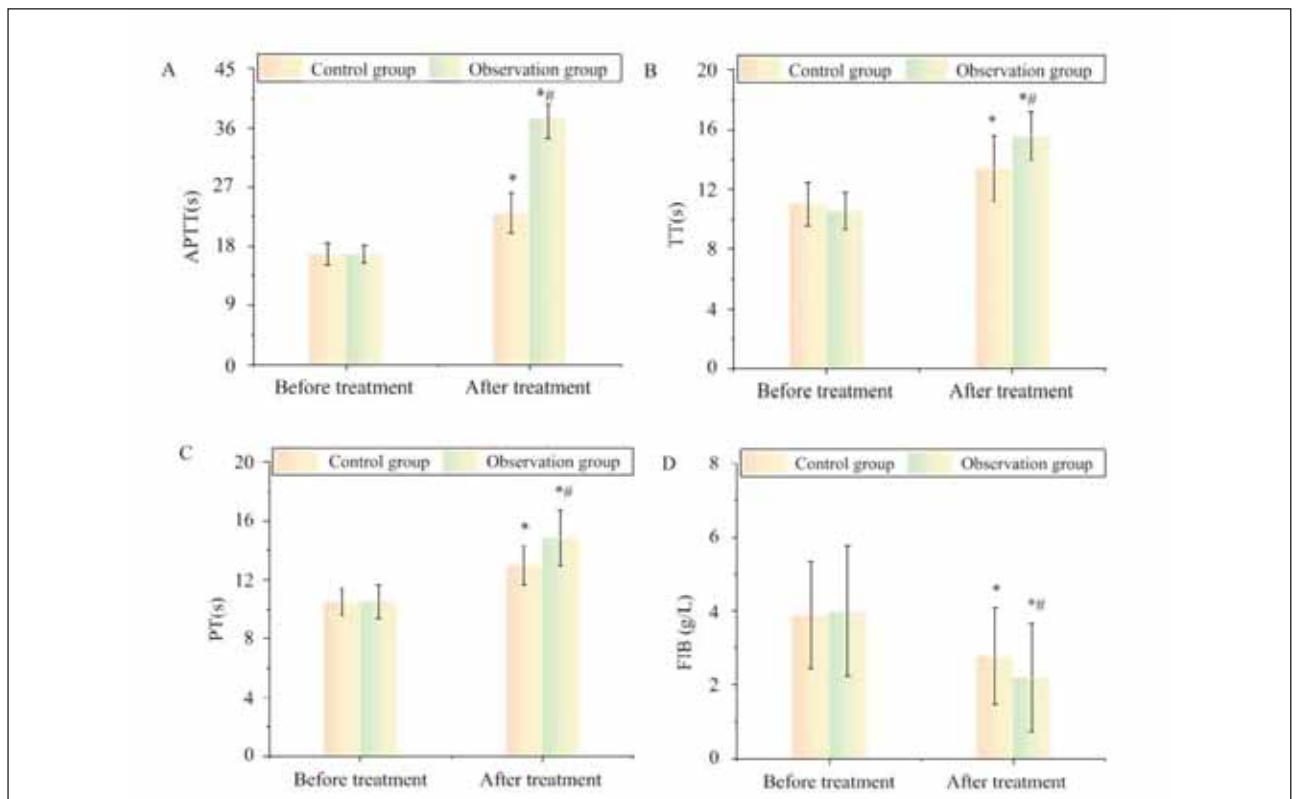 A
Control group Observation group
45
36
27
18
9
0
APTT(s)
*
*#
Before treatment After treatment
B
Control group Observation group
20
16
12
8
4
0
TT(s)
*
*#
Before treatment After treatment
C
Control group Observation group
20
16
12
8
4
0
PT(s)
*
*#
Before treatment After treatment
D
Control group Observation group
8
6
4
2
0
FIB (g/L)
*
*#
Before treatment After treatment